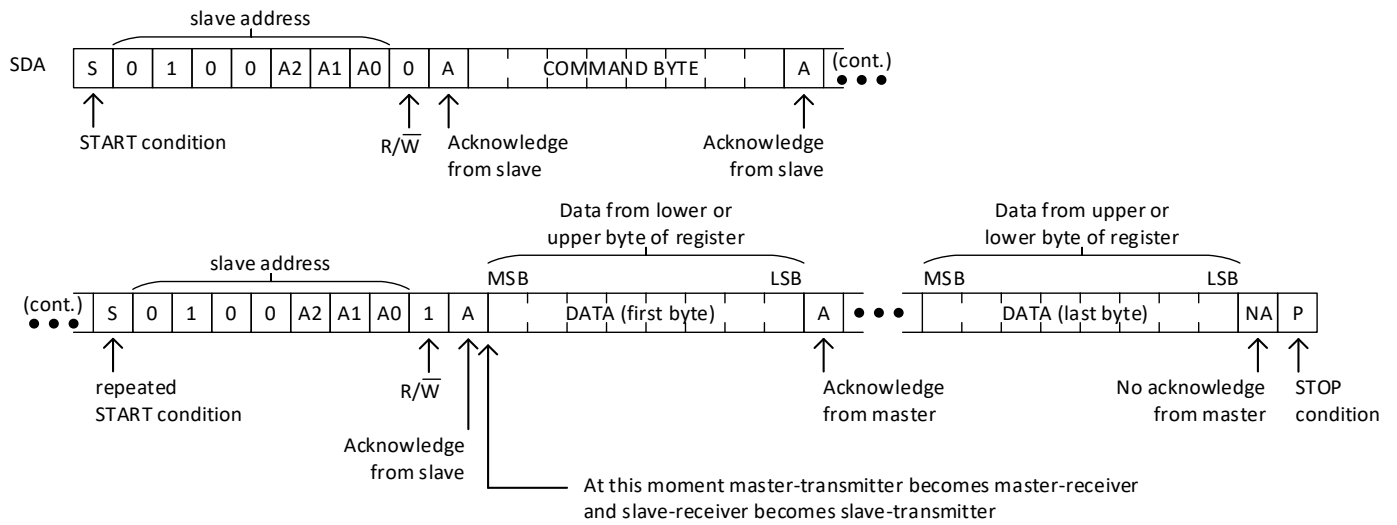 slave address
SDA S 0 1 0 0 A2 A1 A0 0 A COMMAND BYTE A (cont.)
START condition
R/W̅
Acknowledge
from slave
Acknowledge
from slave
Data from lower or
upper byte of register
Data from upper or
lower byte of register
slave address
MSB LSB MSB LSB
(cont.) S 0 1 0 0 A2 A1 A0 1 A DATA (first byte) A DATA (last byte) NA P
repeated
START condition
R/W̅
Acknowledge
from slave
Acknowledge
from master
No acknowledge
from master
STOP
condition
At this moment master-transmitter becomes master-receiver
and slave-receiver becomes slave-transmitter